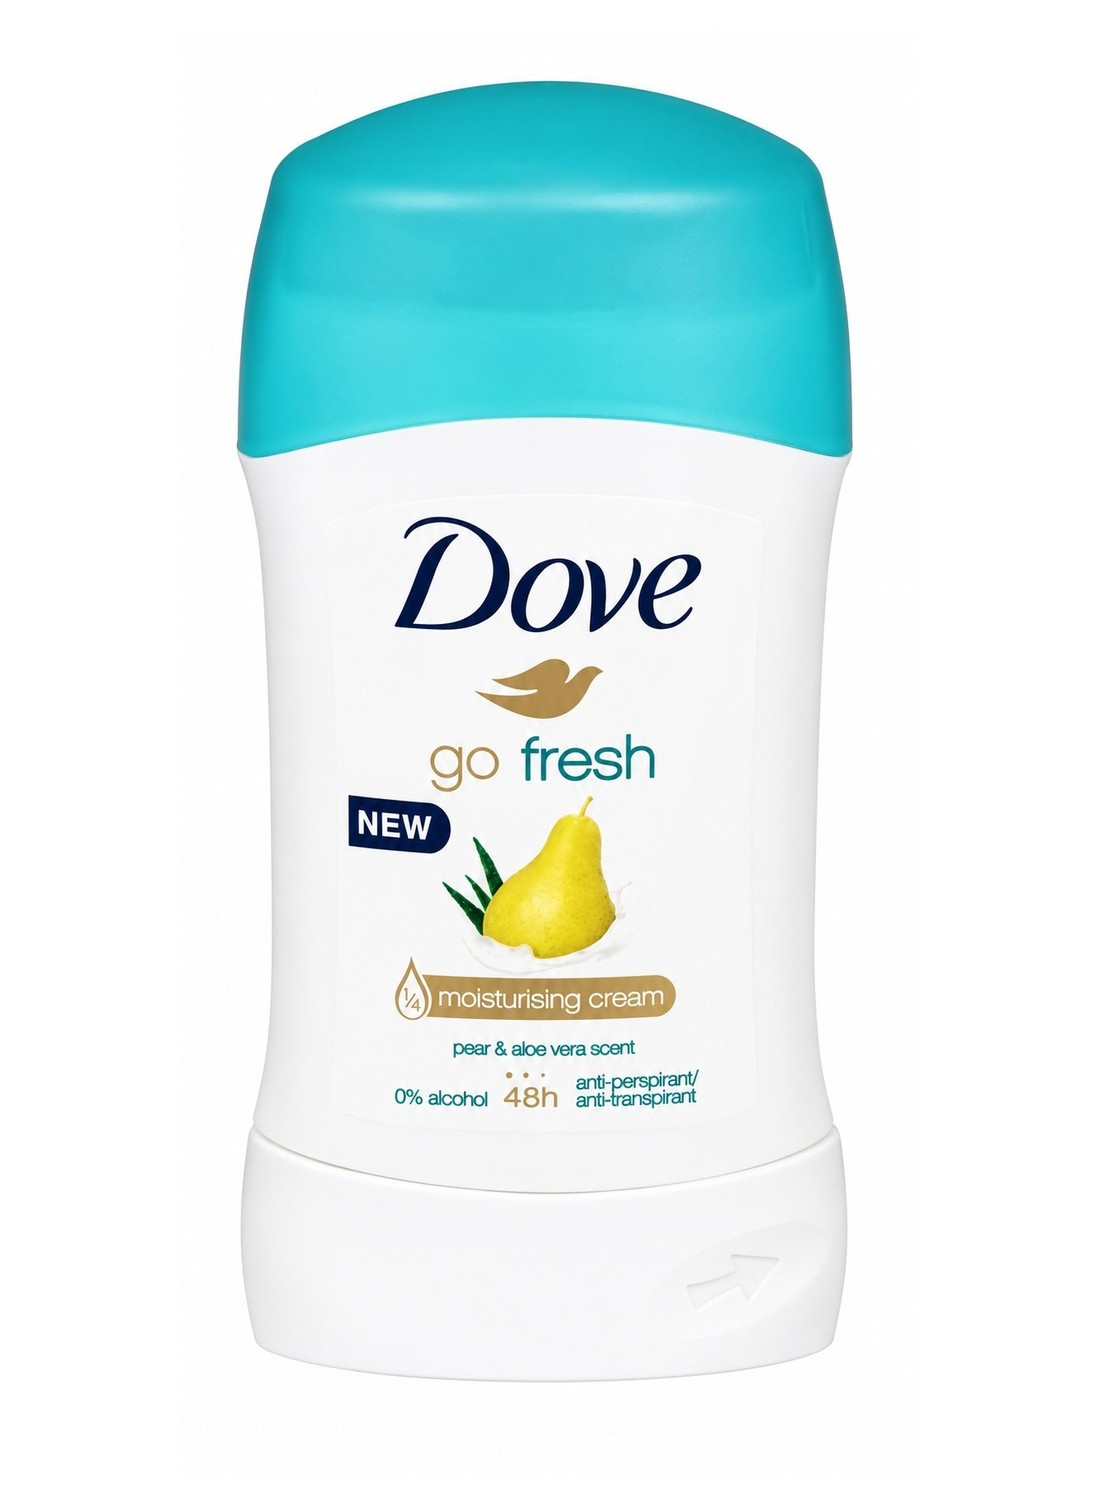 Dove
go fresh
NEW
1/4 moisturising cream
pear & aloe vera scent
0% alcohol 48h anti-perspirant/
anti-transpirant